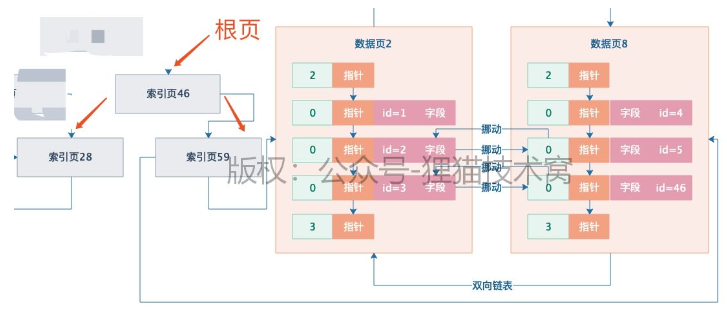 根页
索引页46
索引页28
索引页59
数据页2
2 指针
0 指针 id=1 字段
0 指针 id=2 字段
0 指针 id=3 字段
3 指针
挪动
挪动
挪动
挪动
数据页8
2 指针
0 指针 字段 id=4
0 指针 字段 id=5
0 指针 字段 id=46
3 指针
双向链表
版权：公众号-狸猫技术窝